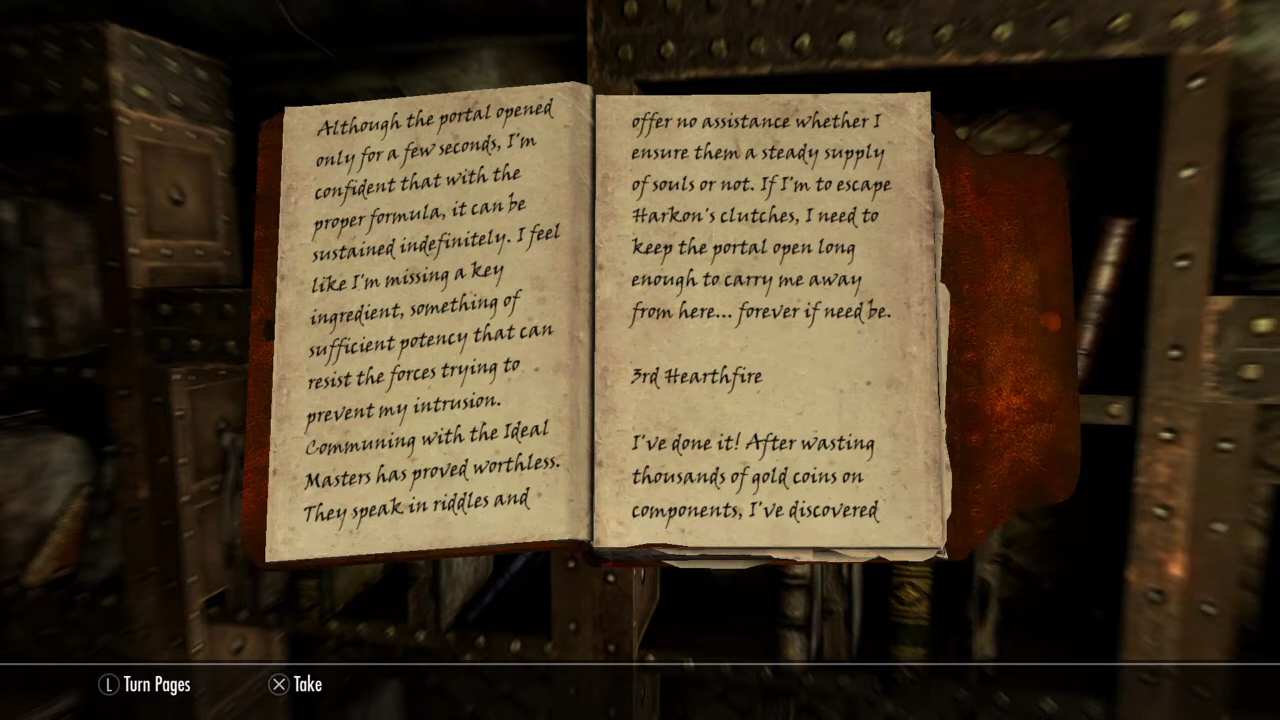 Although the portal opened
only for a few seconds, I'm
confident that with the
proper formula, it can be
sustained indefinitely. I feel
like I'm missing a key
ingredient, something of
sufficient potency that can
resist the forces trying to
prevent my intrusion.
Communing with the Ideal
Masters has proved worthless.
They speak in riddles and
offer no assistance whether I
ensure them a steady supply
of souls or not. If I'm to escape
Harkon's clutches, I need to
keep the portal open long
enough to carry me away
from here... forever if need be.
3rd Hearthfire
I've done it! After wasting
thousands of gold coins on
components, I've discovered
L Turn Pages
X Take